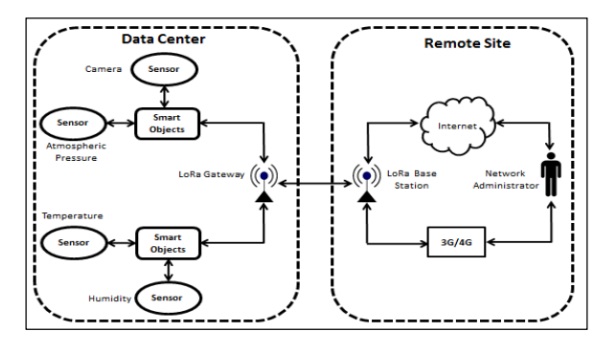 Data Center
Camera
Sensor
Sensor
Smart
Objects
Atmospheric
Pressure
LoRa Gateway
Temperature
Sensor
Smart
Objects
Humidity
Sensor
Remote Site
Internet
LoRa Base
Station
Network
Administrator
3G/4G